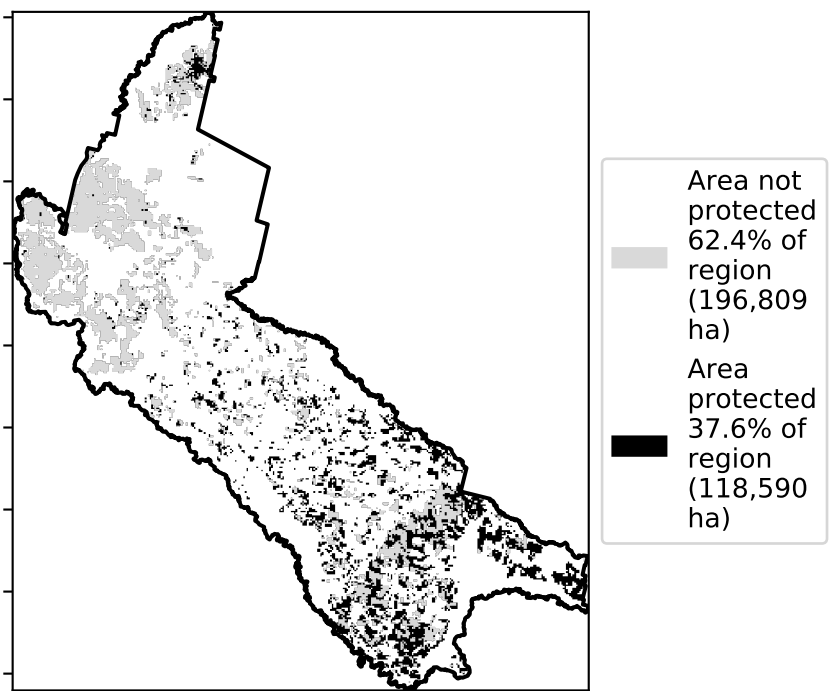 Area not
protected
62.4% of
region
(196,809
ha)
Area
protected
37.6% of
region
(118,590
ha)